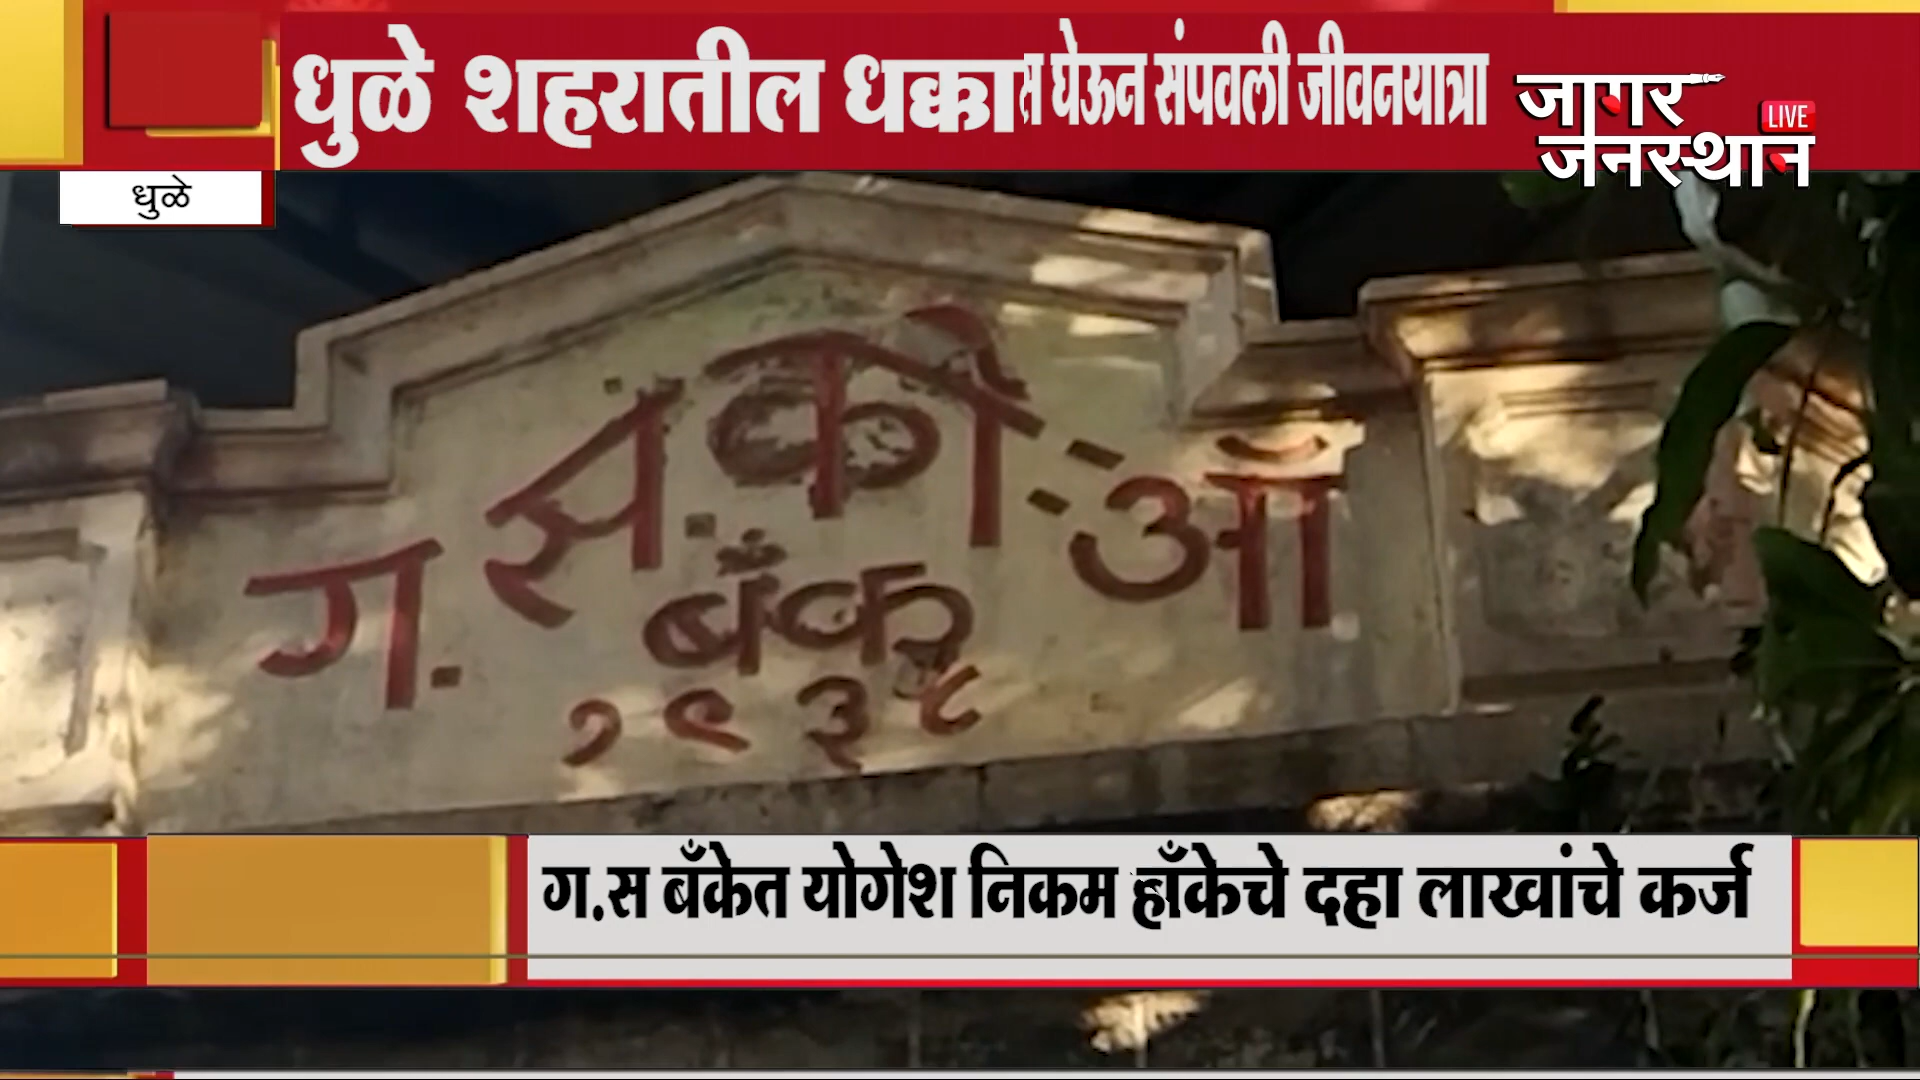 धुळे शहरातील धक्का
स घेऊन संपवली जीवनयात्रा
जागर
LIVE
जनस्थान
धुळे
ग. स. को. ऑ.
बँक
१९३८
ग.स बँकेत योगेश निकम ह्याँकेचे दहा लाखांचे कर्ज